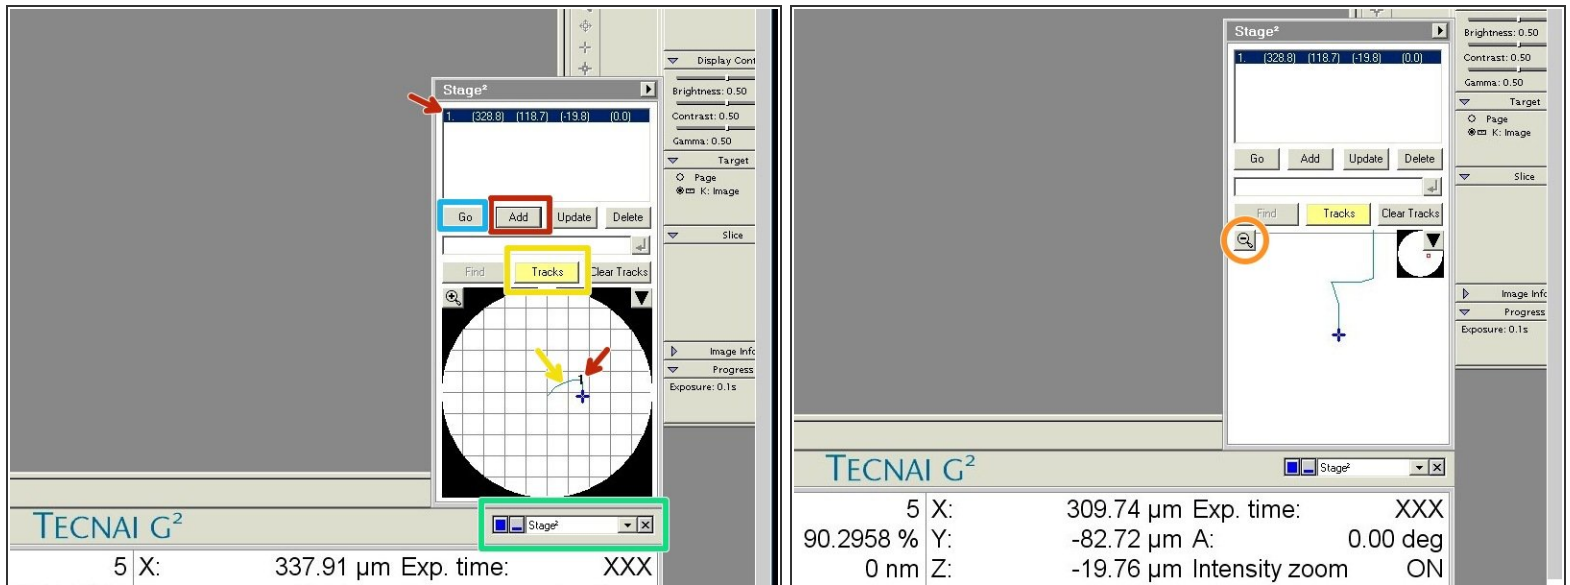 Display Cont
Brightness: 0.50
Contrast: 0.50
Gamma: 0.50
Target
Page
K: Image
Slice
Image Info
Progress
Exposure: 0.1s
Stage²
1. (328.8) (118.7) (-19.8) (0.0)
Go Add Update Delete
Find Tracks Clear Tracks
1
TECNAI G² Stage²
5 X: 337.91 µm Exp. time: XXX
Brightness: 0.50
Contrast: 0.50
Gamma: 0.50
Target
Page
K: Image
Slice
Image Info
Progress
Exposure: 0.1s
Stage²
1. (328.8) (118.7) (-19.8) (0.0)
Go Add Update Delete
Find Tracks Clear Tracks
TECNAI G² Stage²
5 X: 309.74 µm Exp. time: XXX
90.2958 % Y: -82.72 µm A: 0.00 deg
0 nm Z: -19.76 µm Intensity zoom ON